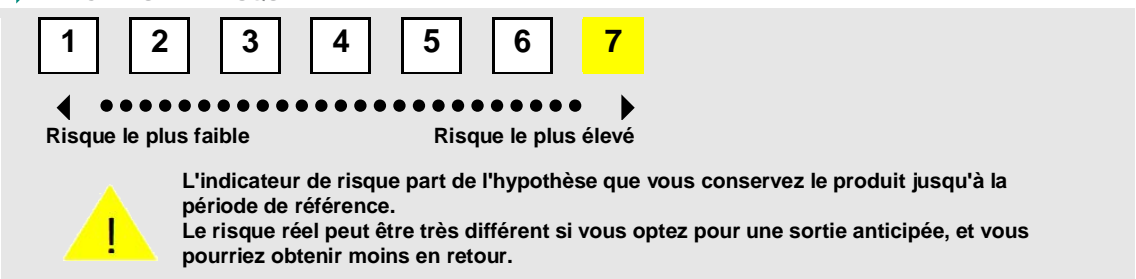 1 2 3 4 5 6 7
Risque le plus faible Risque le plus élevé
L'indicateur de risque part de l'hypothèse que vous conservez le produit jusqu'à la
période de référence.
! Le risque réel peut être très différent si vous optez pour une sortie anticipée, et vous
pourriez obtenir moins en retour.